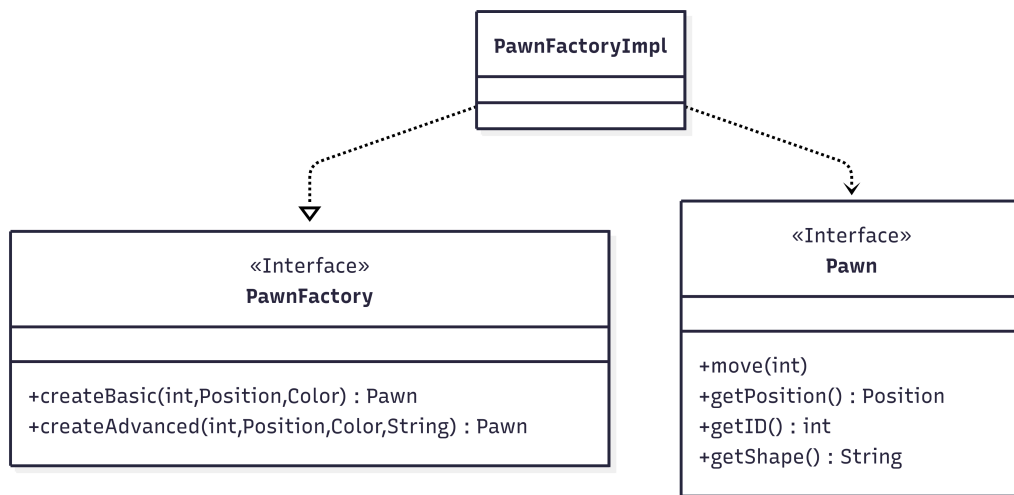 PawnFactoryImpl
«Interface»
PawnFactory
+createBasic(int,Position,Color) : Pawn
+createAdvanced(int,Position,Color,String) : Pawn
«Interface»
Pawn
+move(int)
+getPosition() : Position
+getID() : int
+getShape() : String